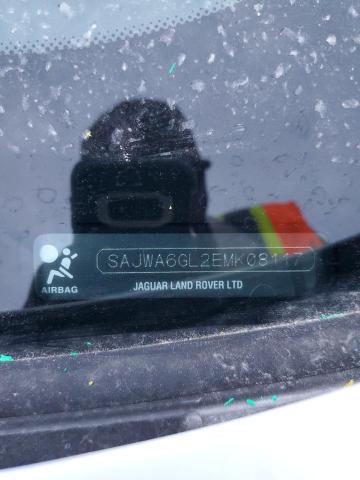 SAJWA6GL2EMK08117
AIRBAG
JAGUAR LAND ROVER LTD